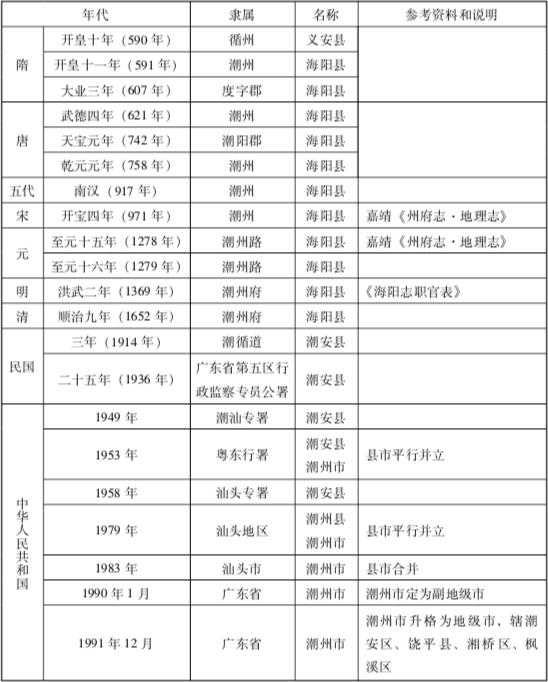 年代 隶属 名称 参考资料和说明
隋 开皇十年(590 年) 循州 义安县
开皇十一年(591 年) 潮州 海阳县
大业三年(607 年) 度字郡 海阳县
唐 武德四年(621 年) 潮州 海阳县
天宝元年(742 年) 潮阳郡 海阳县
乾元元年(758 年) 潮州 海阳县
五代 南汉(917 年) 潮州 海阳县
宋 开宝四年(971 年) 潮州 海阳县 嘉靖《州府志·地理志》
元 至元十五年(1278 年) 潮州路 海阳县 嘉靖《州府志·地理志》
至元十六年(1279 年) 潮州路 海阳县
明 洪武二年(1369 年) 潮州府 海阳县 《海阳志职官表》
清 顺治九年(1652 年) 潮州府 海阳县
民国 三年(1914 年) 潮循道 潮安县
二十五年(1936 年) 广东省第五区行
政监察专员公署 潮安县
中华人民共和国 1949 年 潮汕专署 潮安县
1953 年 粤东行署 潮安县
潮州市 县市平行并立
1958 年 汕头专署 潮安县
1979 年 汕头地区 潮州县
潮州市 县市平行并立
1983 年 汕头市 潮州市 县市合并
1990 年 1 月 广东省 潮州市 潮州市定为副地级市
1991 年 12 月 广东省 潮州市 潮州市升格为地级市,辖潮
安区、饶平县、湘桥区、枫
溪区